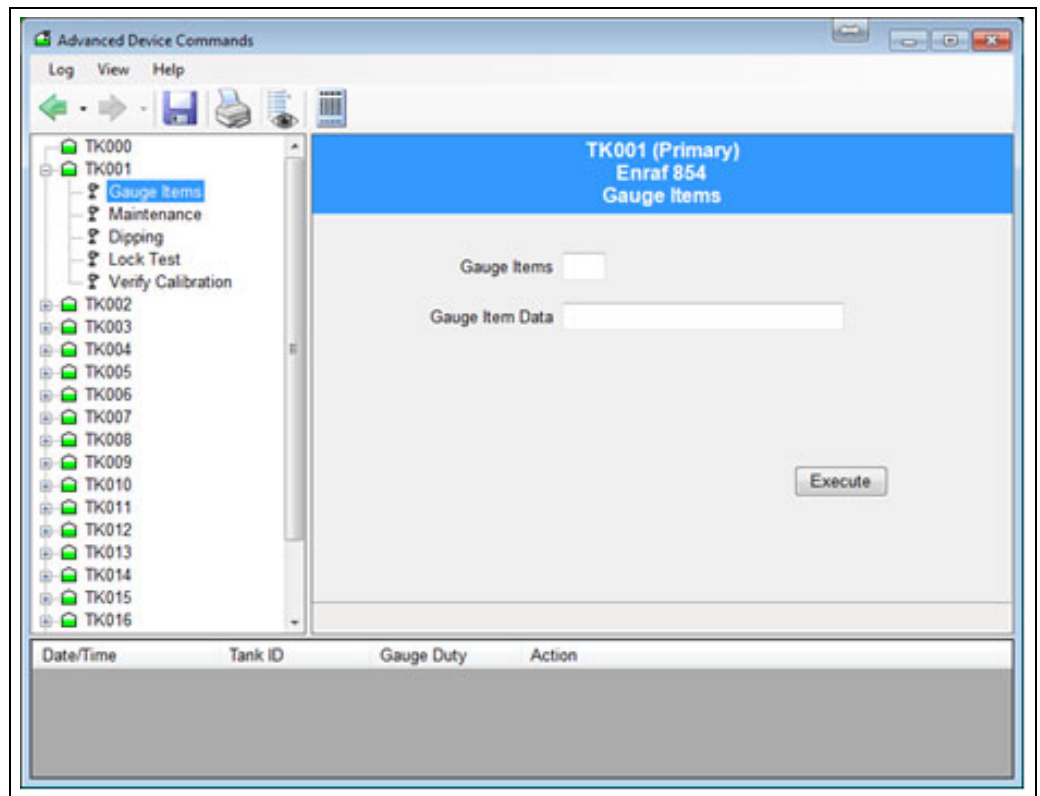 Advanced Device Commands
Log View Help
TK000
TK001
Gauge Items
Maintenance
Dipping
Lock Test
Verify Calibration
TK002
TK003
TK004
TK005
TK006
TK007
TK008
TK009
TK010
TK011
TK012
TK013
TK014
TK015
TK016
TK001 (Primary)
Enraf 854
Gauge Items
Gauge Items
Gauge Item Data
Execute
Date/Time Tank ID Gauge Duty Action